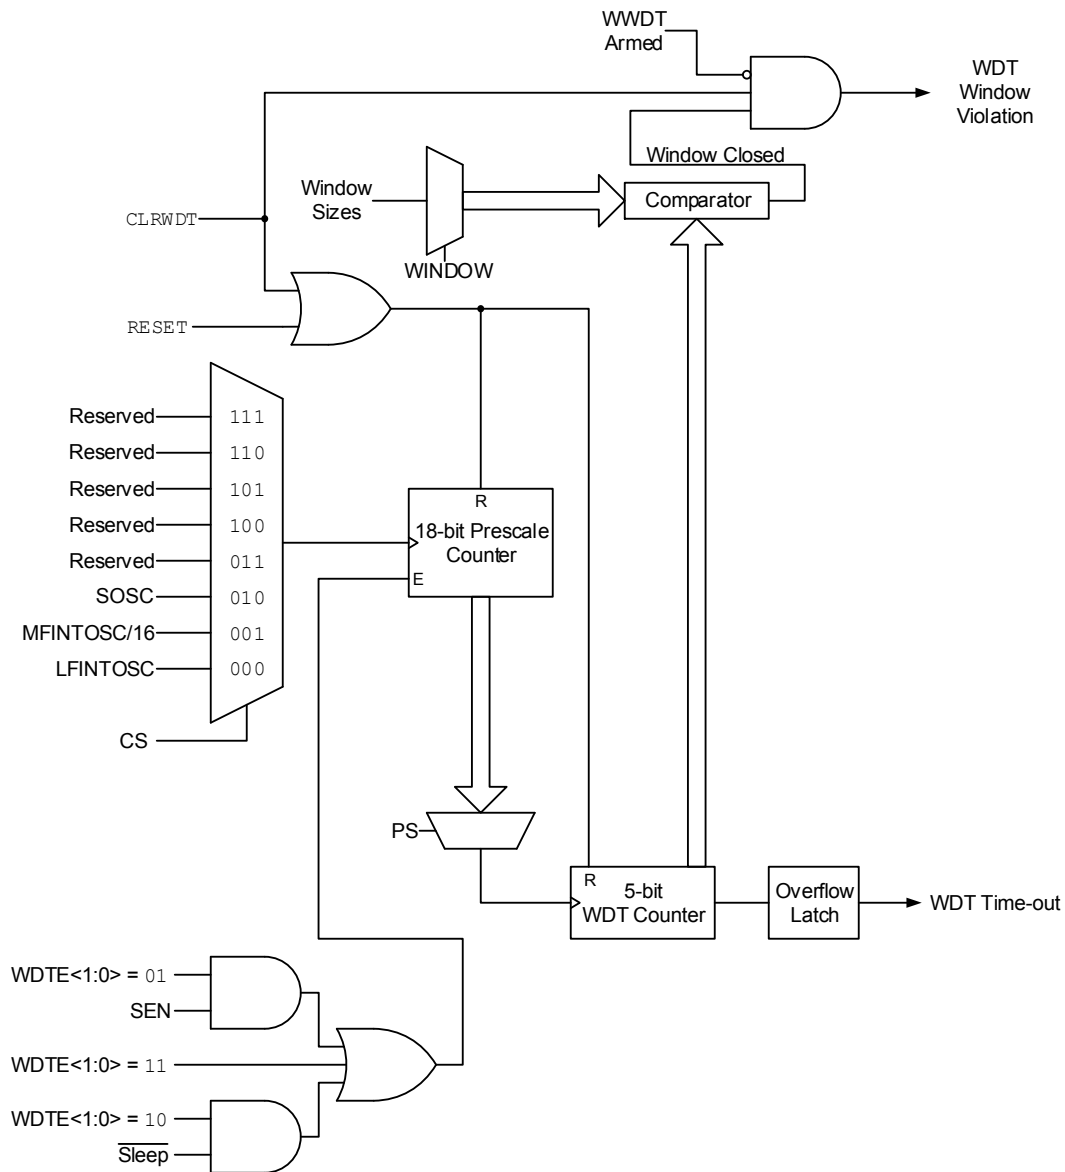 WWDT
Armed
WDT
Window
Violation
Window Closed
Window
Sizes
Comparator
CLRWDT
WINDOW
RESET
Reserved 111
Reserved 110
Reserved 101
Reserved 100
Reserved 011
SOSC 010
MFINTOSC/16 001
LFINTOSC 000
CS
R
18-bit Prescale
Counter
E
PS
R
5-bit
WDT Counter
Overflow
Latch
WDT Time-out
WDTE<1:0> = 01
SEN
WDTE<1:0> = 11
WDTE<1:0> = 10
Sleep